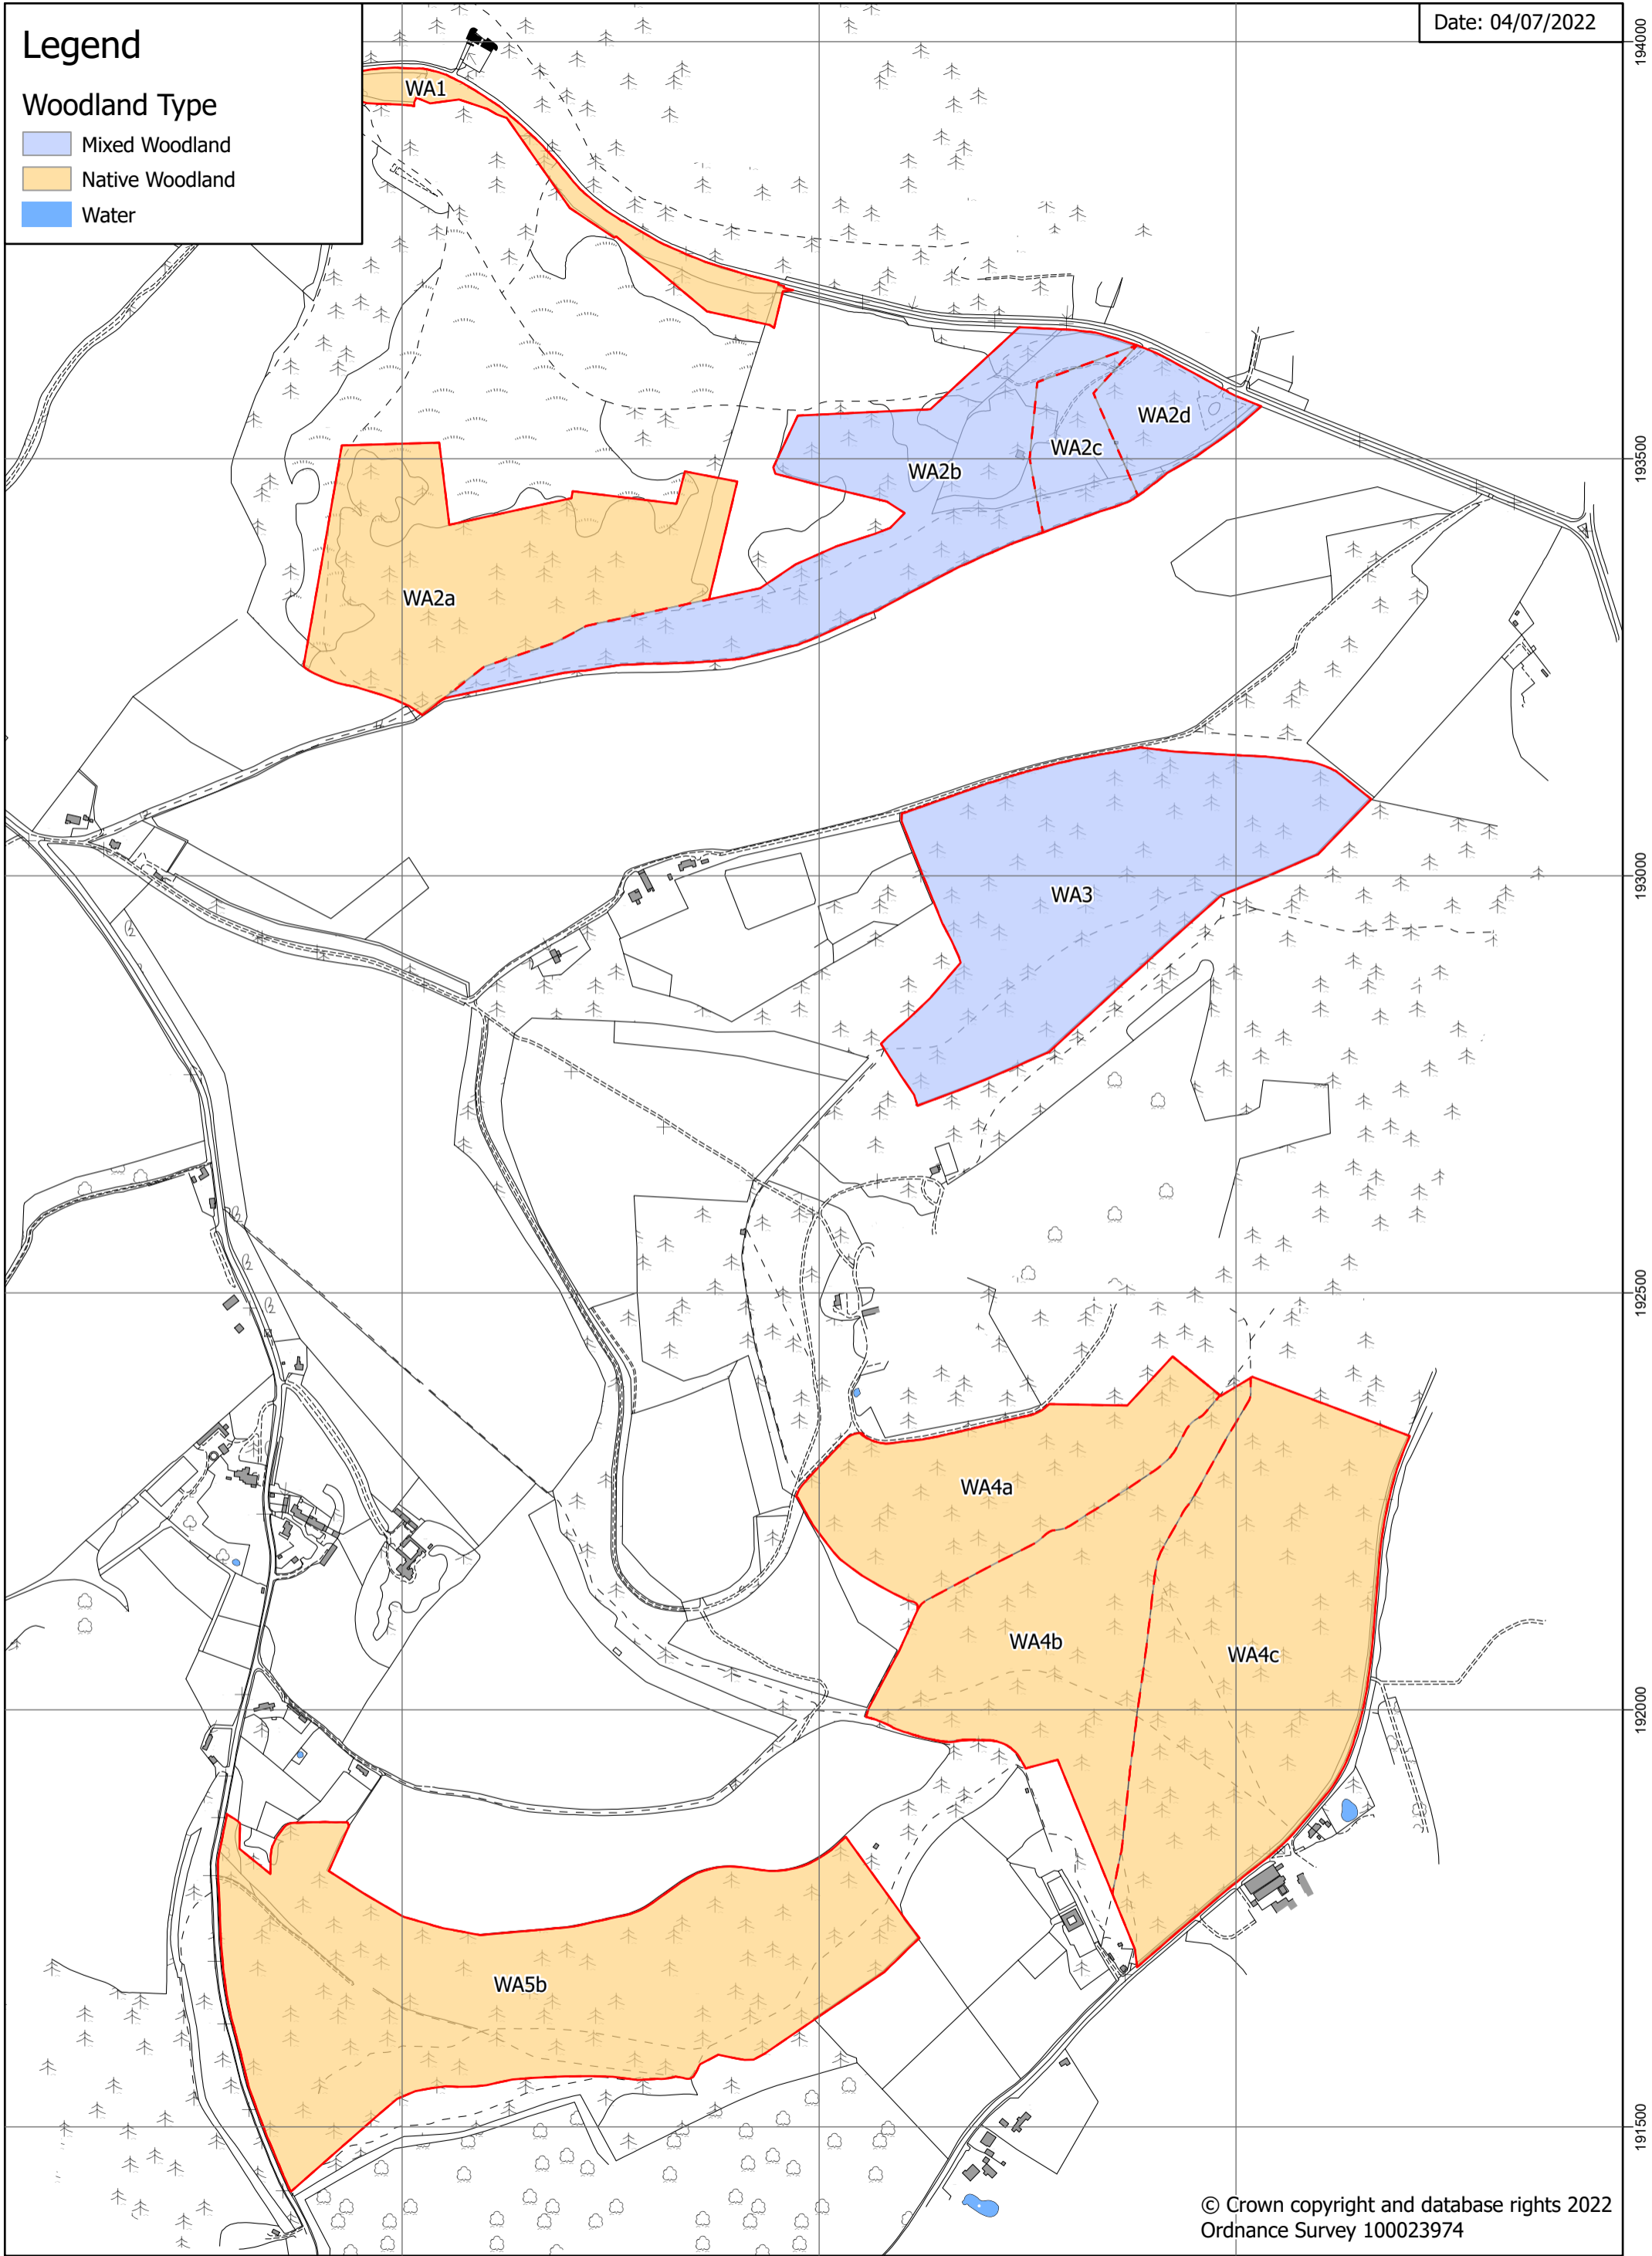 Legend
Date: 04/07/2022
Woodland Type
Mixed Woodland
Native Woodland
Water
194000
WA1
WA2d
WA2c
WA2b
193500
WA2a
WA3
193000
192500
WA4a
WA4b
WA4c
192000
WA5b
191500
© Crown copyright and database rights 2022
Ordnance Survey 100023974